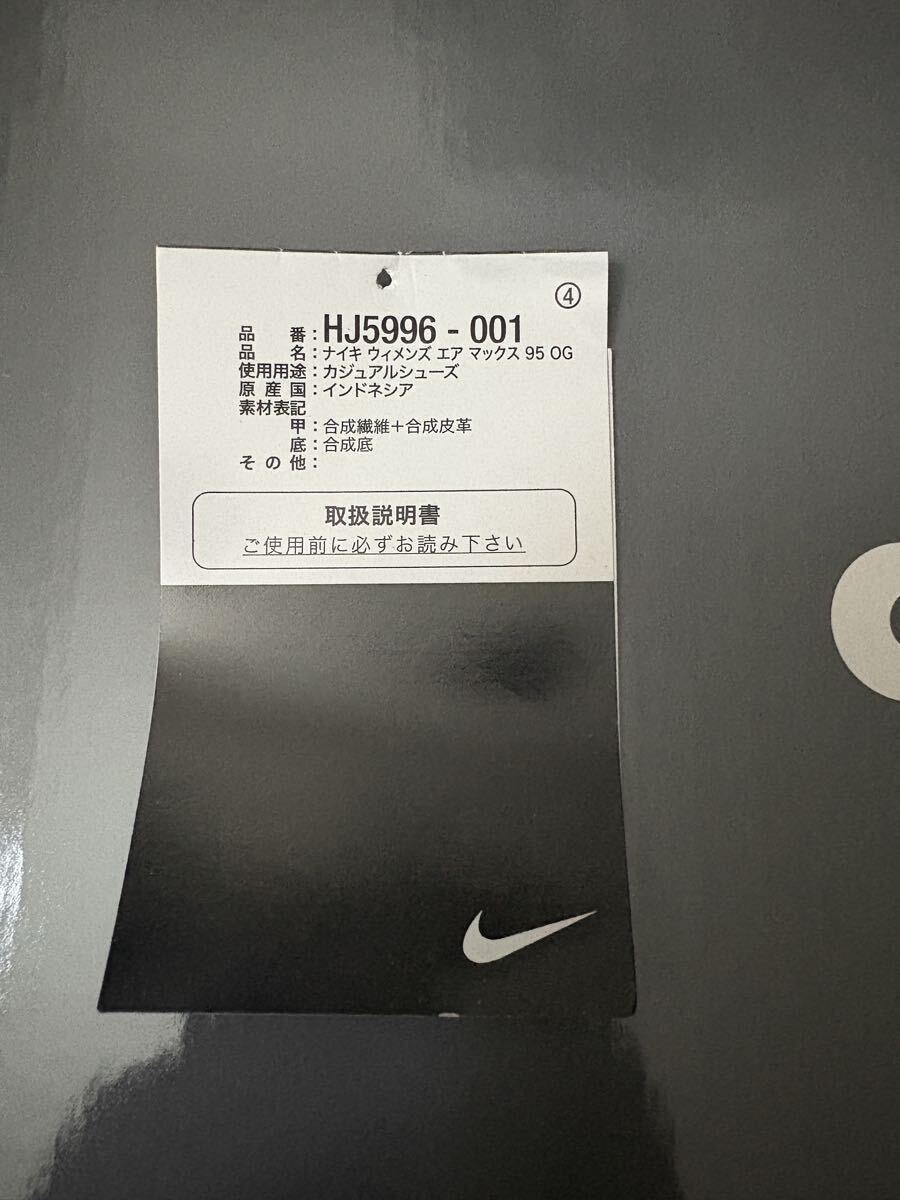 ④
品番：HJ5996 - 001
品名：ナイキ ウィメンズ エア マックス 95 OG
使用用途：カジュアルシューズ
原産国：インドネシア
素材表記
甲：合成繊維＋合成皮革
底：合成底
その他：
取扱説明書
ご使用前に必ずお読み下さい